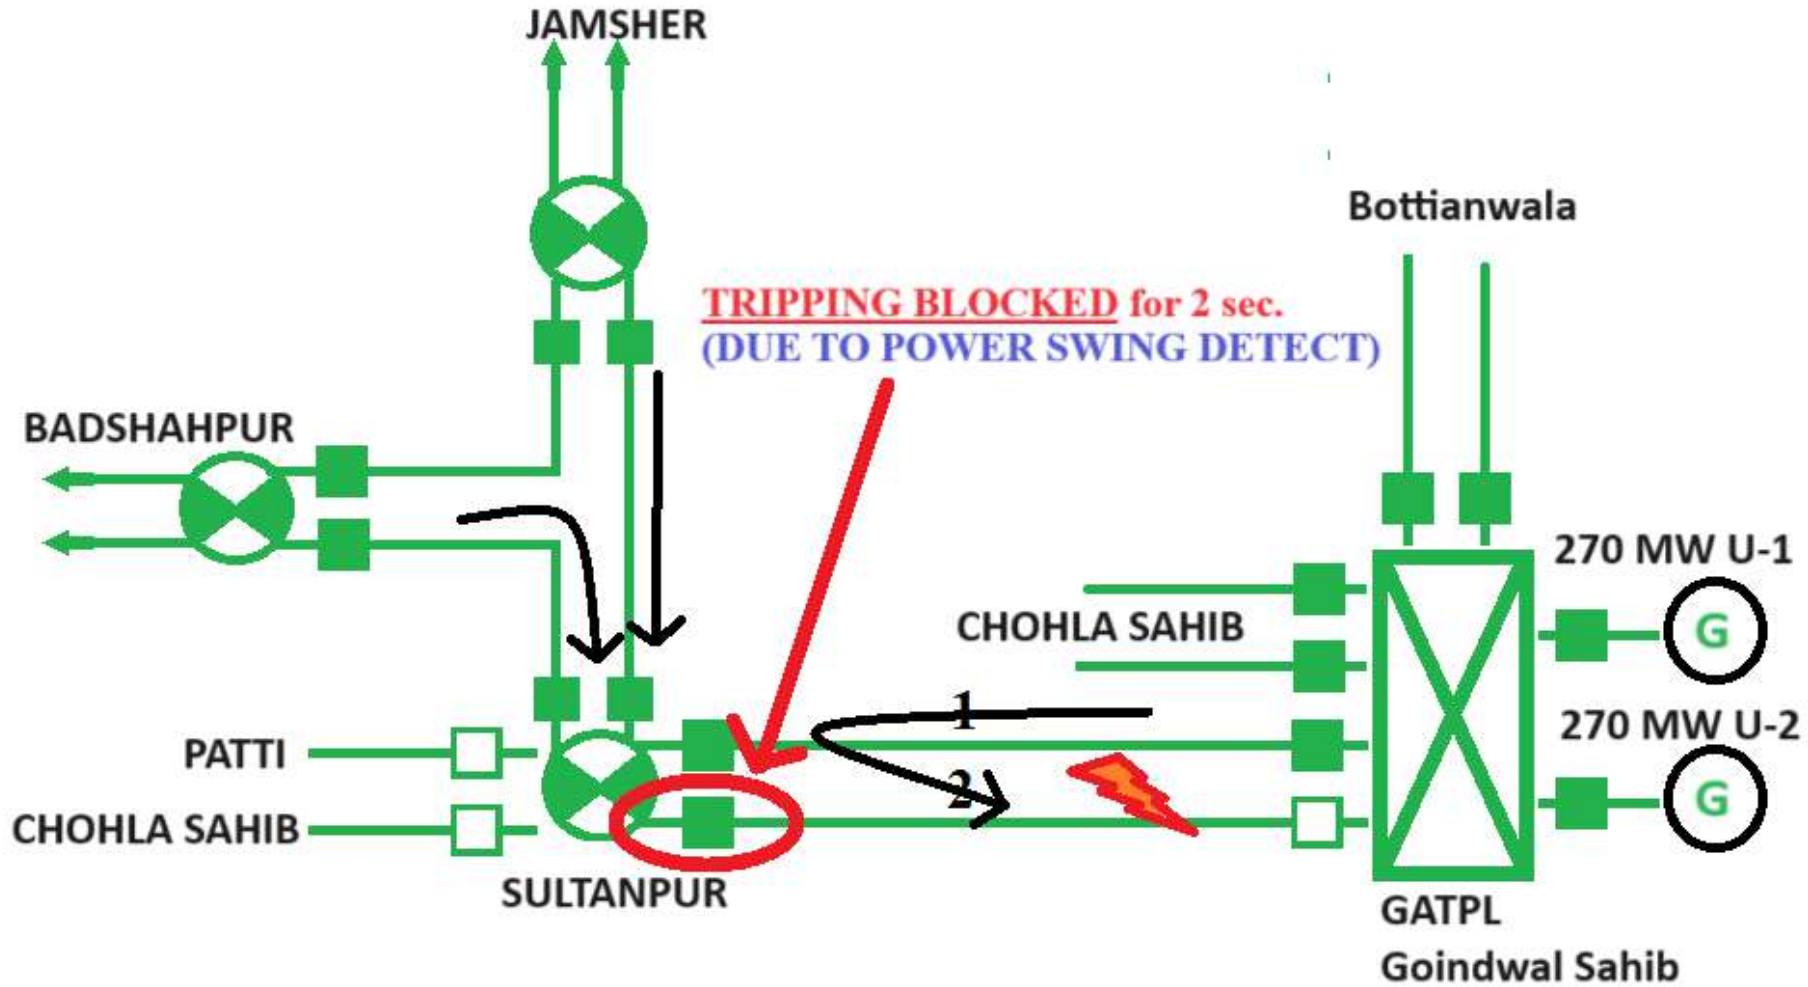 JAMSHER
Bottianwala
TRIPPING BLOCKED for 2 sec.
(DUE TO POWER SWING DETECT)
BADSHAHPUR
270 MW U-1
CHOHLA SAHIB
G
1
270 MW U-2
PATTI
2
G
CHOHLA SAHIB
SULTANPUR
GATPL
Goindwal Sahib